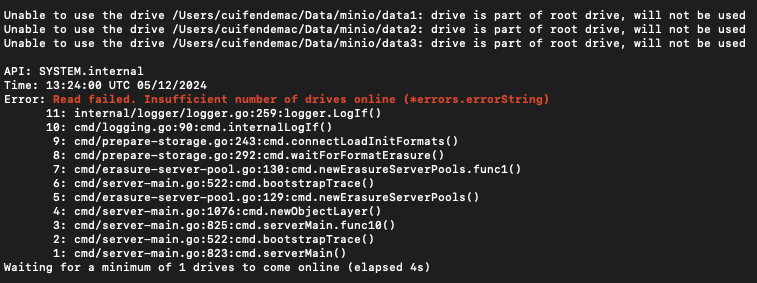 Unable to use the drive /Users/cuifendemac/Data/minio/data1: drive is part of root drive, will not be used
Unable to use the drive /Users/cuifendemac/Data/minio/data2: drive is part of root drive, will not be used
Unable to use the drive /Users/cuifendemac/Data/minio/data3: drive is part of root drive, will not be used
API: SYSTEM.internal
Time: 13:24:00 UTC 05/12/2024
Error: Read failed. Insufficient number of drives online (*errors.errorString)
11: internal/logger/logger.go:259:logger.LogIf()
10: cmd/logging.go:90:cmd.internalLogIf()
9: cmd/prepare-storage.go:243:cmd.connectLoadInitFormats()
8: cmd/prepare-storage.go:292:cmd.waitForFormatErasure()
7: cmd/erasure-server-pool.go:130:cmd.newErasureServerPools.func1()
6: cmd/server-main.go:522:cmd.bootstrapTrace()
5: cmd/erasure-server-pool.go:129:cmd.newErasureServerPools()
4: cmd/server-main.go:1076:cmd.newObjectLayer()
3: cmd/server-main.go:825:cmd.serverMain.func10()
2: cmd/server-main.go:522:cmd.bootstrapTrace()
1: cmd/server-main.go:823:cmd.serverMain()
Waiting for a minimum of 1 drives to come online (elapsed 4s)